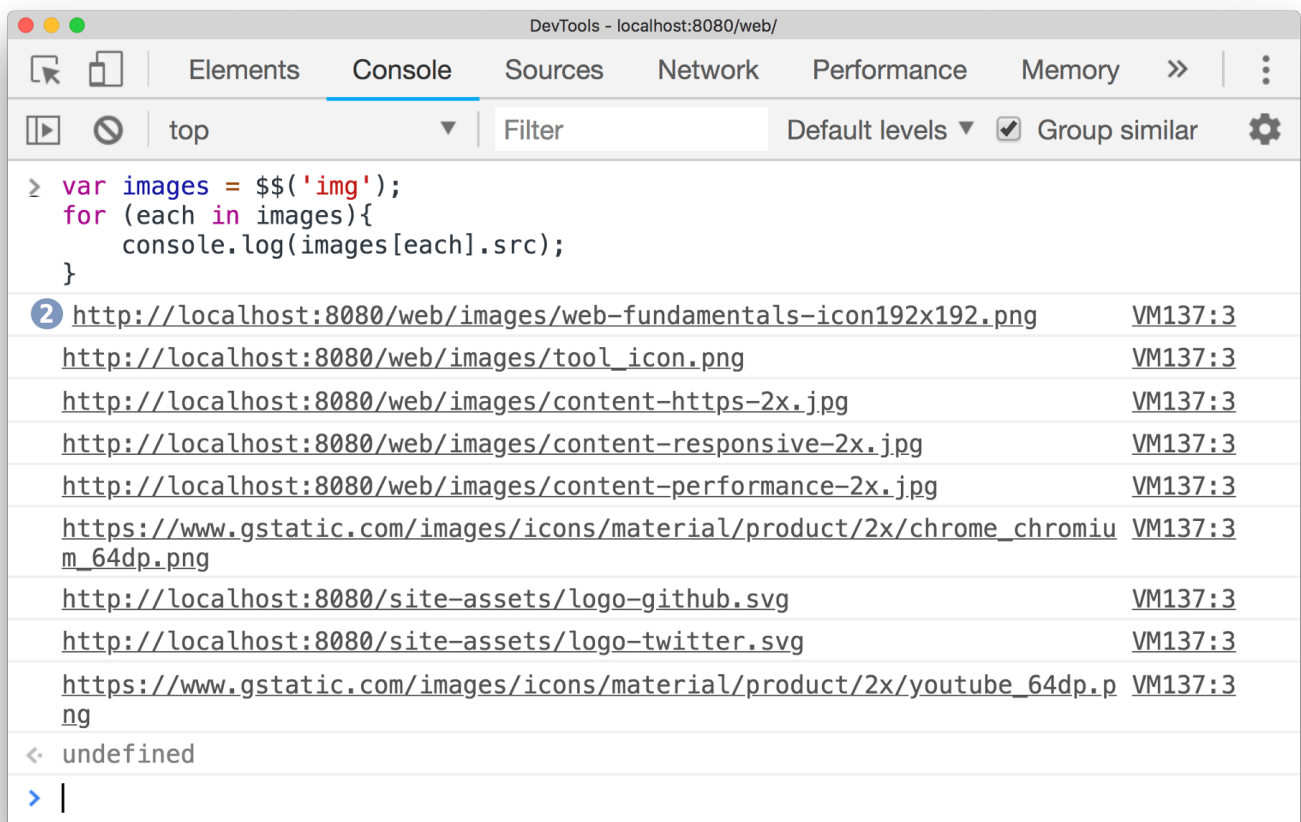 DevTools - localhost:8080/web/
Elements Console Sources Network Performance Memory »
top Filter Default levels Group similar
var images = $$('img');
for (each in images){
    console.log(images[each].src);
}
2 http://localhost:8080/web/images/web-fundamentals-icon192x192.png VM137:3
http://localhost:8080/web/images/tool_icon.png VM137:3
http://localhost:8080/web/images/content-https-2x.jpg VM137:3
http://localhost:8080/web/images/content-responsive-2x.jpg VM137:3
http://localhost:8080/web/images/content-performance-2x.jpg VM137:3
https://www.gstatic.com/images/icons/material/product/2x/chrome_chromiu VM137:3
m_64dp.png
http://localhost:8080/site-assets/logo-github.svg VM137:3
http://localhost:8080/site-assets/logo-twitter.svg VM137:3
https://www.gstatic.com/images/icons/material/product/2x/youtube_64dp.p VM137:3
ng
undefined